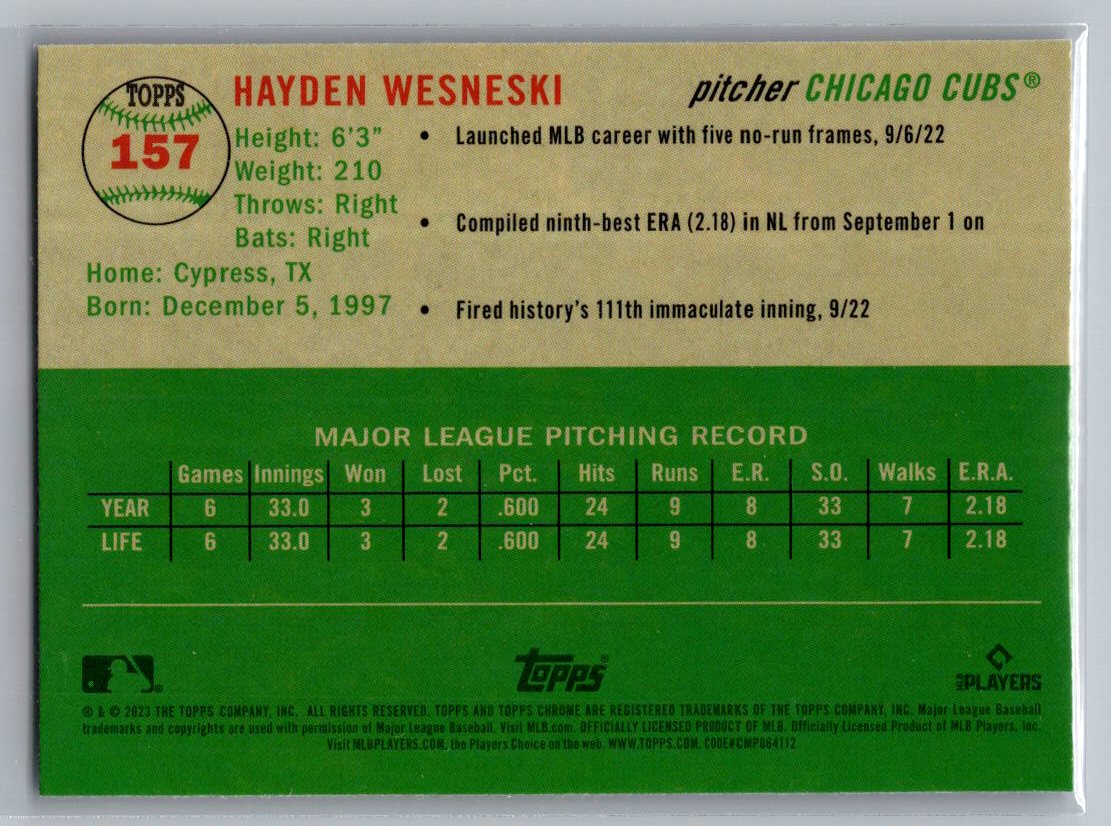 TOPPS
157
HAYDEN WESNESKI
pitcher CHICAGO CUBS®
Height: 6'3"
Weight: 210
Throws: Right
Bats: Right
Home: Cypress, TX
Born: December 5, 1997
• Launched MLB career with five no-run frames, 9/6/22
• Compiled ninth-best ERA (2.18) in NL from September 1 on
• Fired history's 111th immaculate inning, 9/22
MAJOR LEAGUE PITCHING RECORD
Games Innings Won Lost Pct. Hits Runs E.R. S.O. Walks E.R.A.
YEAR 6 33.0 3 2 .600 24 9 8 33 7 2.18
LIFE 6 33.0 3 2 .600 24 9 8 33 7 2.18
Topps®
MLB PLAYERS
® & © 2023 THE TOPPS COMPANY, INC. ALL RIGHTS RESERVED. TOPPS AND TOPPS CHROME ARE REGISTERED TRADEMARKS OF THE TOPPS COMPANY, INC. Major League Baseball
trademarks and copyrights are used with permission of Major League Baseball. Visit MLB.com. OFFICIALLY LICENSED PRODUCT OF MLB. Officially Licensed Product of MLB Players, Inc.
Visit MLBPLAYERS.COM, the Players Choice on the web. WWW.TOPPS.COM. CODE#CMP064112